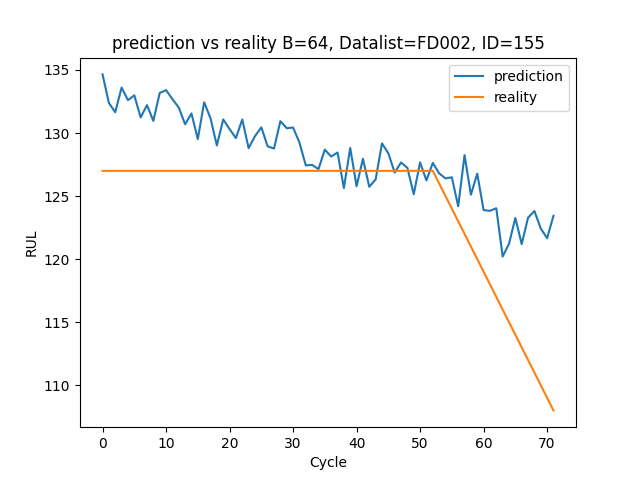 prediction vs reality B=64, Datalist=FD002, ID=155
prediction
reality
135
130
125
120
115
110
RUL
0 10 20 30 40 50 60 70
Cycle